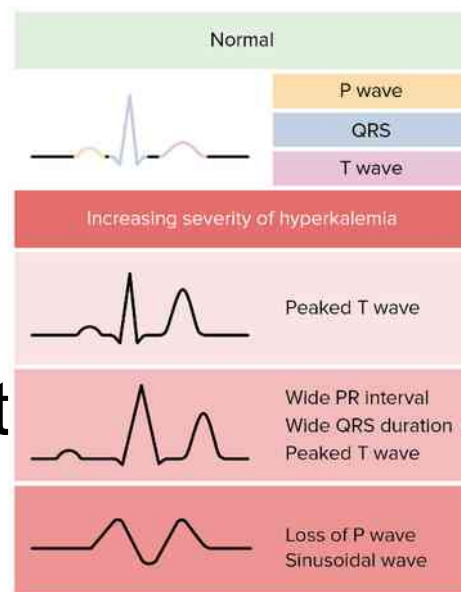 Normal
P wave
QRS
T wave
Increasing severity of hyperkalemia
Peaked T wave
t
Wide PR interval
Wide QRS duration
Peaked T wave
Loss of P wave
Sinusoidal wave